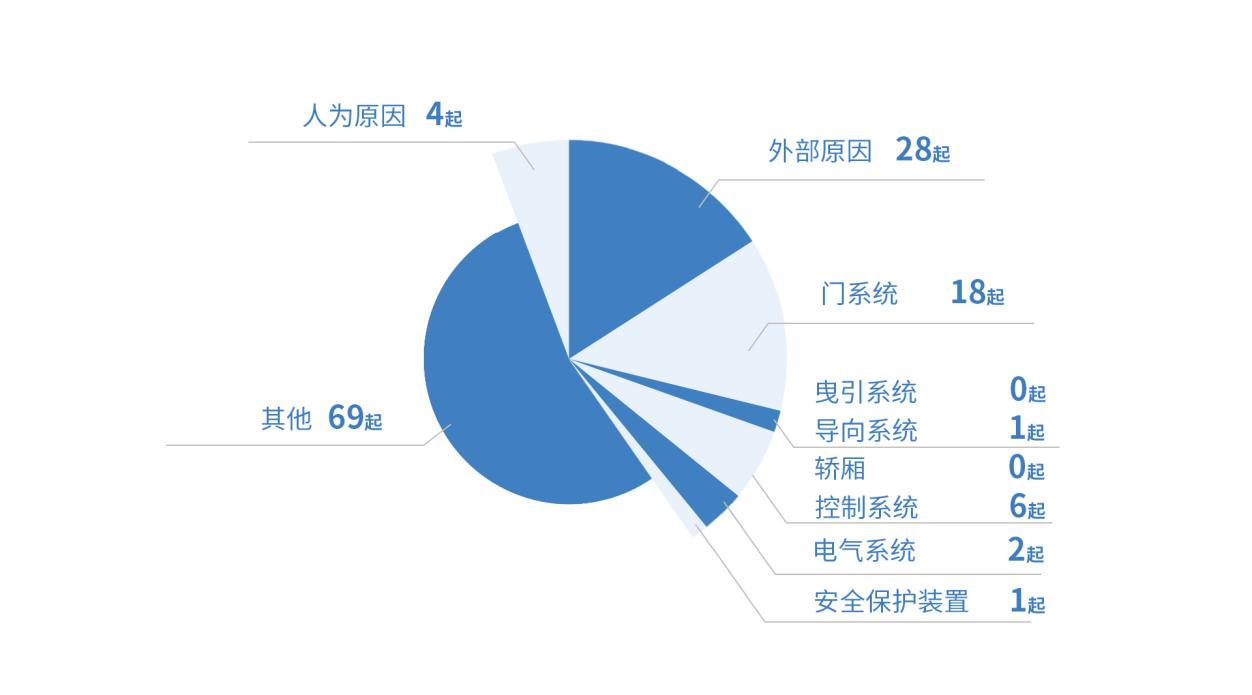 人为原因 4起
外部原因 28起
门系统 18起
曳引系统 0起
导向系统 1起
其他 69起
轿厢 0起
控制系统 6起
电气系统 2起
安全保护装置 1起